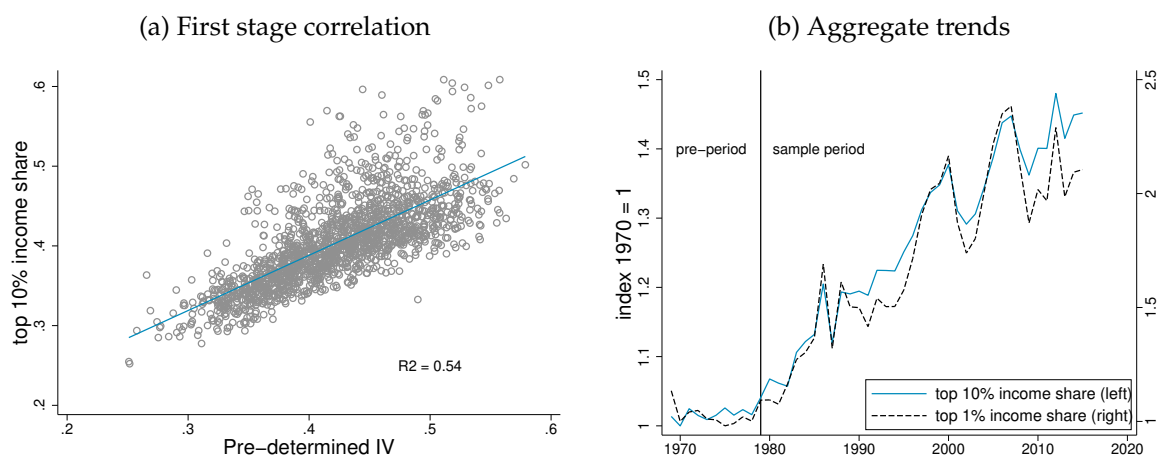 (a) First stage correlation
.6
.5
.4
.3
.2
top 10% income share
R2 = 0.54
.2 .3 .4 .5 .6
Pre−determined IV
(b) Aggregate trends
1.5
1.4
1.3
1.2
1.1
1
index 1970 = 1
pre−period
sample period
2.5
2
1.5
1
top 10% income share (left)
top 1% income share (right)
1970 1980 1990 2000 2010 2020